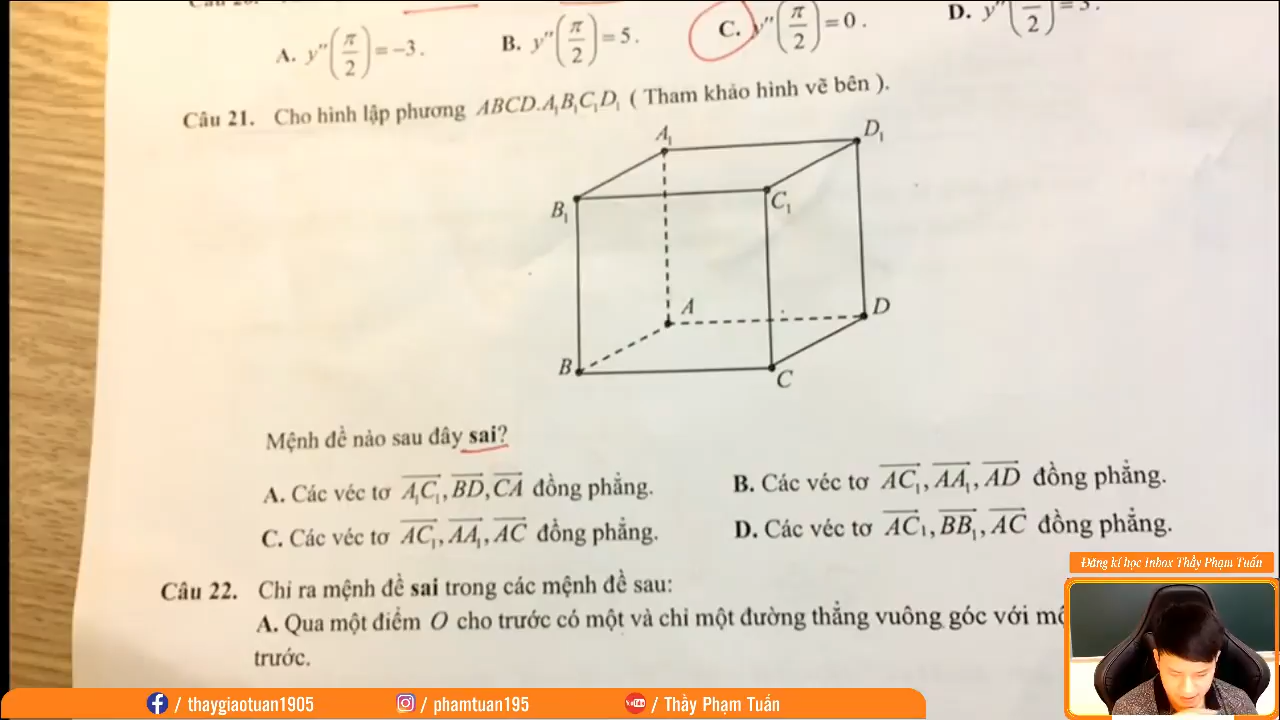 A. y''(π/2) = −3. B. y''(π/2) = 5. C. y''(π/2) = 0. D. y''(π/2) = 3.
Câu 21. Cho hình lập phương ABCD.A₁B₁C₁D₁ ( Tham khảo hình vẽ bên ).
A₁ D₁
B₁ C₁
A D
B C
Mệnh đề nào sau đây sai?
A. Các véc tơ A₁C₁, BD, CA đồng phẳng. B. Các véc tơ AC₁, AA₁, AD đồng phẳng.
C. Các véc tơ AC₁, AA₁, AC đồng phẳng. D. Các véc tơ AC₁, BB₁, AC đồng phẳng.
Câu 22. Chỉ ra mệnh đề sai trong các mệnh đề sau:
A. Qua một điểm O cho trước có một và chỉ một đường thẳng vuông góc với
trước.
Đăng kí học Inbox Thầy Phạm Tuấn
/ thaygiaotuan1905 / phamtuan195 YouTube / Thầy Phạm Tuấn